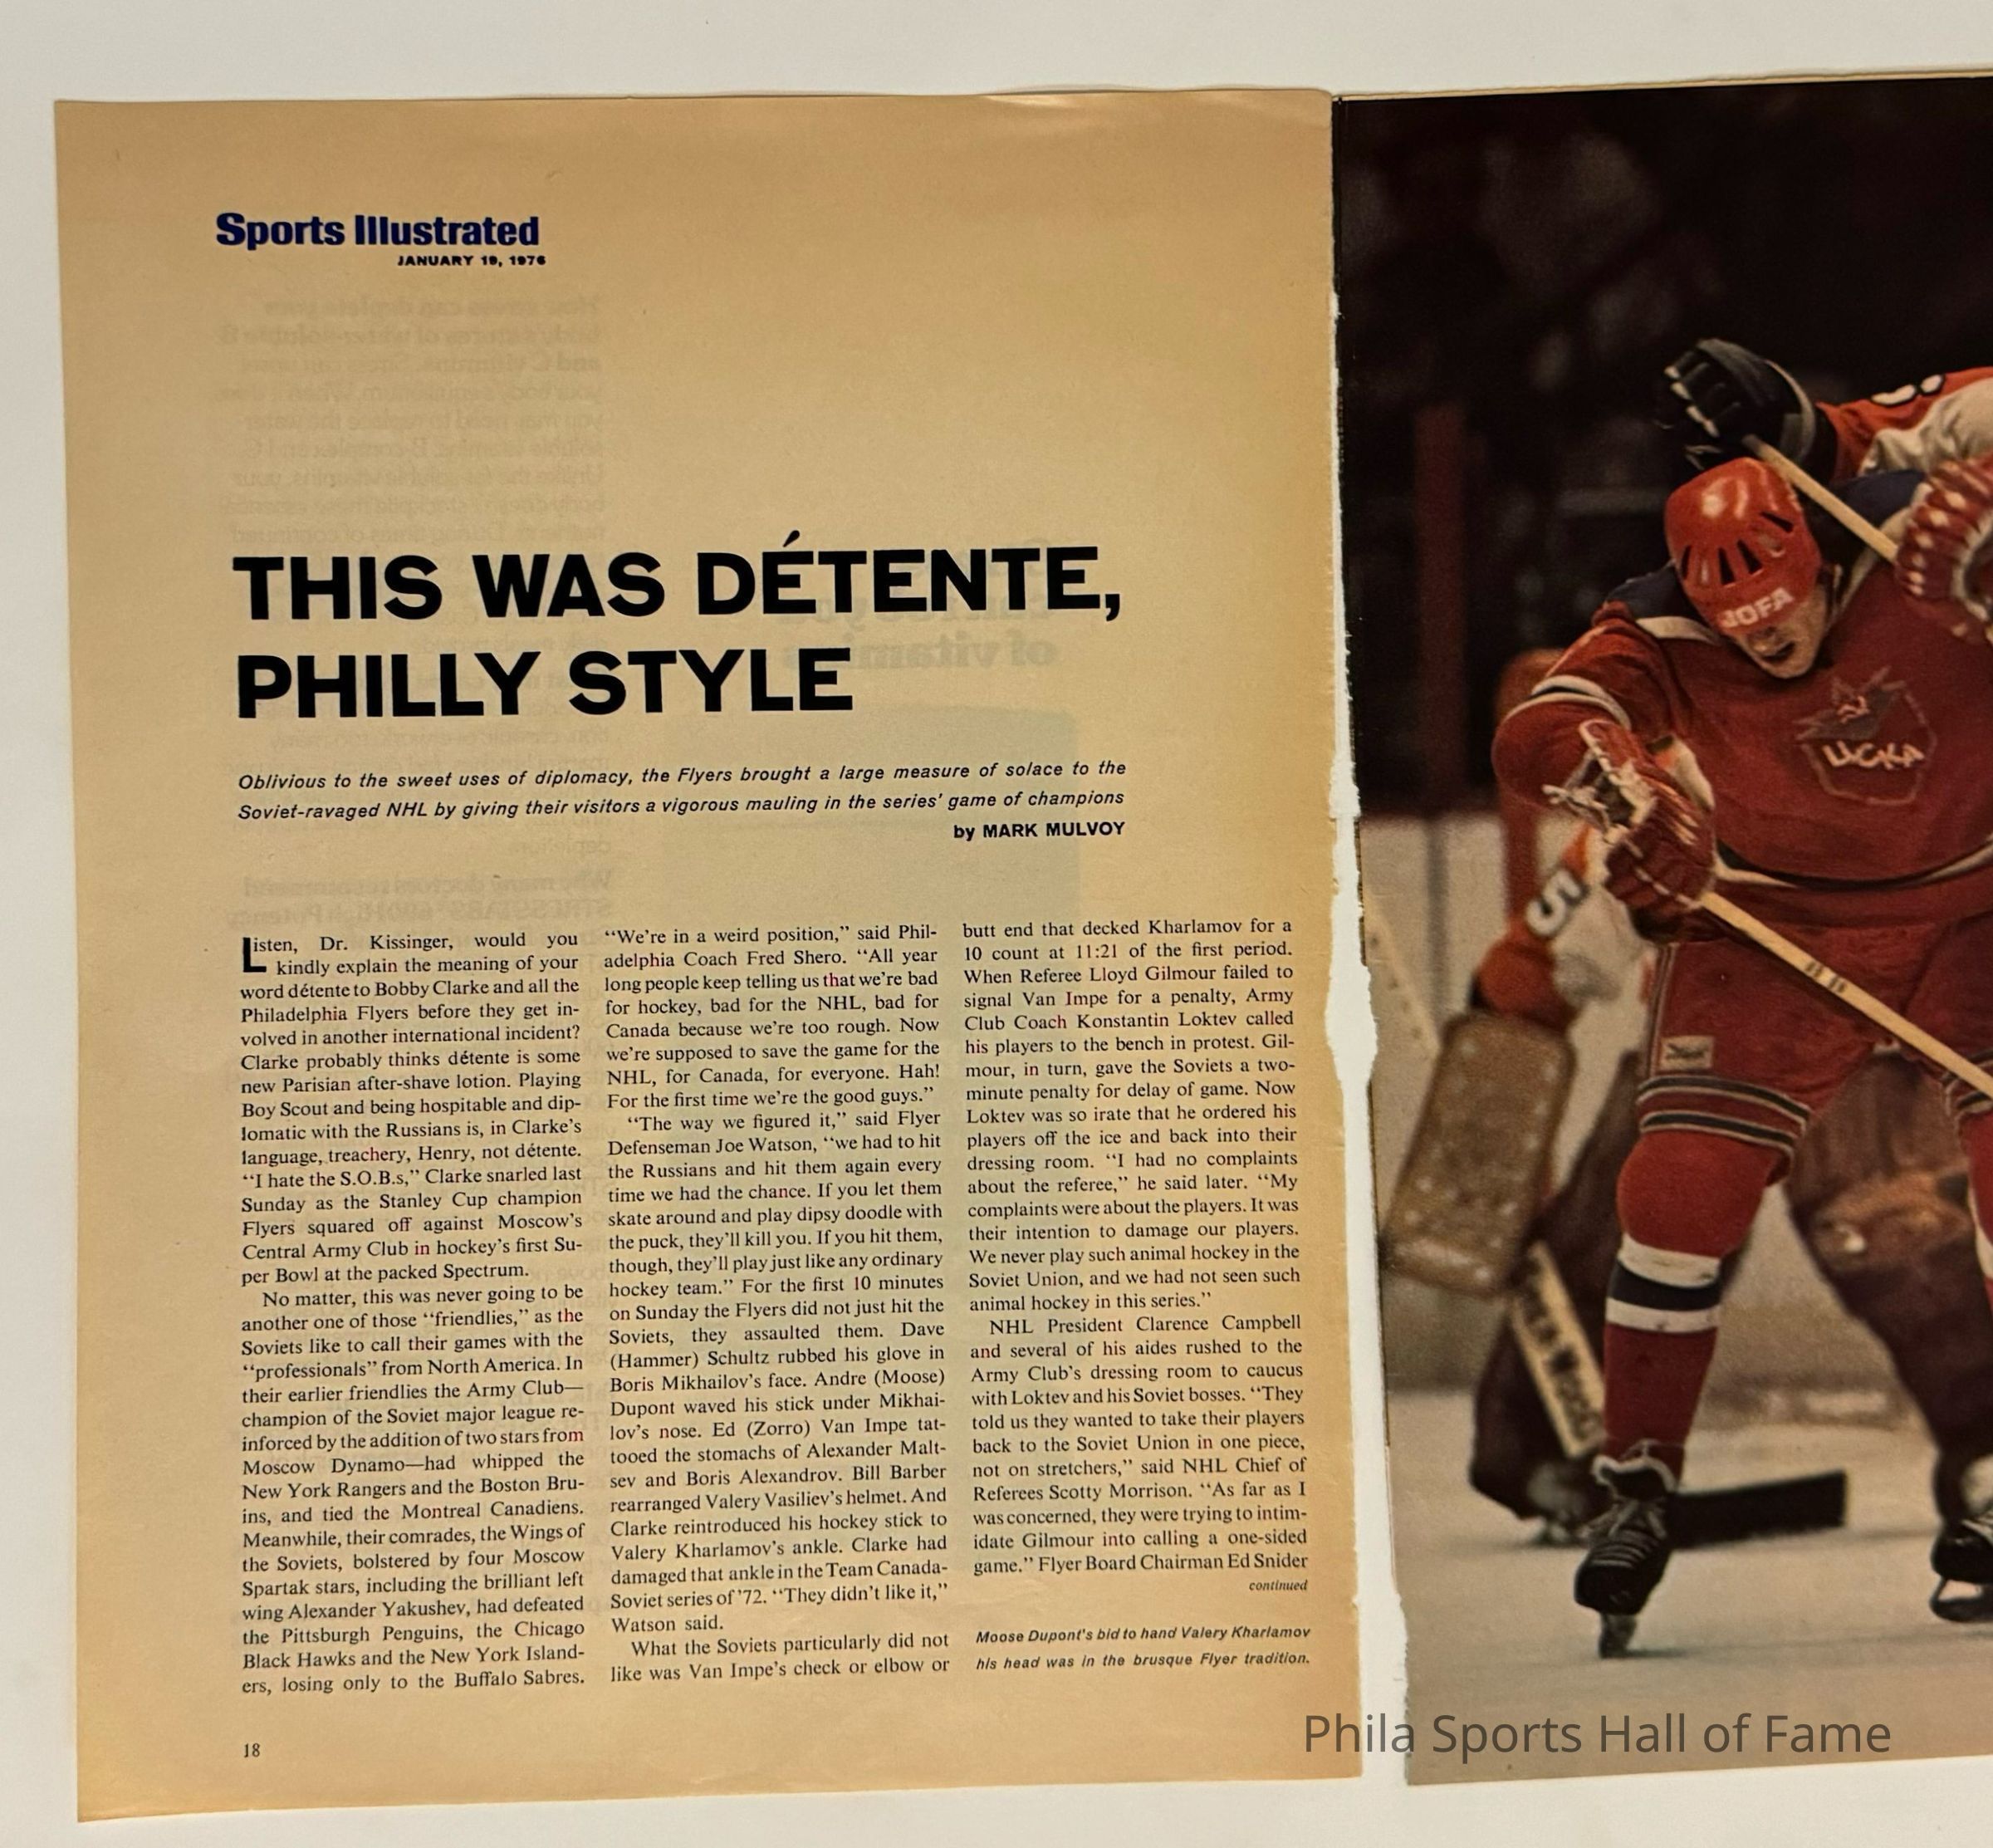 Sports Illustrated
JANUARY 19, 1976
THIS WAS DÉTENTE,
PHILLY STYLE
Oblivious to the sweet uses of diplomacy, the Flyers brought a large measure of solace to the
Soviet-ravaged NHL by giving their visitors a vigorous mauling in the series' game of champions
by MARK MULVOY
Listen, Dr. Kissinger, would you
kindly explain the meaning of your
word détente to Bobby Clarke and all the
Philadelphia Flyers before they get in-
volved in another international incident?
Clarke probably thinks détente is some
new Parisian after-shave lotion. Playing
Boy Scout and being hospitable and dip-
lomatic with the Russians is, in Clarke's
language, treachery, Henry, not détente.
“I hate the S.O.B.s,” Clarke snarled last
Sunday as the Stanley Cup champion
Flyers squared off against Moscow's
Central Army Club in hockey's first Su-
per Bowl at the packed Spectrum.
No matter, this was never going to be
another one of those “friendlies,” as the
Soviets like to call their games with the
“professionals” from North America. In
their earlier friendlies the Army Club—
champion of the Soviet major league re-
inforced by the addition of two stars from
Moscow Dynamo—had whipped the
New York Rangers and the Boston Bru-
ins, and tied the Montreal Canadiens.
Meanwhile, their comrades, the Wings of
the Soviets, bolstered by four Moscow
Spartak stars, including the brilliant left
wing Alexander Yakushev, had defeated
the Pittsburgh Penguins, the Chicago
Black Hawks and the New York Island-
ers, losing only to the Buffalo Sabres.
“We're in a weird position,” said Phil-
adelphia Coach Fred Shero. “All year
long people keep telling us that we're bad
for hockey, bad for the NHL, bad for
Canada because we're too rough. Now
we're supposed to save the game for the
NHL, for Canada, for everyone. Hah!
For the first time we're the good guys.”
“The way we figured it,” said Flyer
Defenseman Joe Watson, “we had to hit
the Russians and hit them again every
time we had the chance. If you let them
skate around and play dipsy doodle with
the puck, they'll kill you. If you hit them,
though, they'll play just like any ordinary
hockey team.” For the first 10 minutes
on Sunday the Flyers did not just hit the
Soviets, they assaulted them. Dave
(Hammer) Schultz rubbed his glove in
Boris Mikhailov's face. Andre (Moose)
Dupont waved his stick under Mikhai-
lov's nose. Ed (Zorro) Van Impe tat-
tooed the stomachs of Alexander Malt-
sev and Boris Alexandrov. Bill Barber
rearranged Valery Vasiliev's helmet. And
Clarke reintroduced his hockey stick to
Valery Kharlamov's ankle. Clarke had
damaged that ankle in the Team Canada-
Soviet series of '72. “They didn't like it,”
Watson said.
What the Soviets particularly did not
like was Van Impe's check or elbow or
butt end that decked Kharlamov for a
10 count at 11:21 of the first period.
When Referee Lloyd Gilmour failed to
signal Van Impe for a penalty, Army
Club Coach Konstantin Loktev called
his players to the bench in protest. Gil-
mour, in turn, gave the Soviets a two-
minute penalty for delay of game. Now
Loktev was so irate that he ordered his
players off the ice and back into their
dressing room. “I had no complaints
about the referee,” he said later. “My
complaints were about the players. It was
their intention to damage our players.
We never play such animal hockey in the
Soviet Union, and we had not seen such
animal hockey in this series.”
NHL President Clarence Campbell
and several of his aides rushed to the
Army Club's dressing room to caucus
with Loktev and his Soviet bosses. “They
told us they wanted to take their players
back to the Soviet Union in one piece,
not on stretchers,” said NHL Chief of
Referees Scotty Morrison. “As far as I
was concerned, they were trying to intim-
idate Gilmour into calling a one-sided
game.” Flyer Board Chairman Ed Snider
continued
Moose Dupont's bid to hand Valery Kharlamov
his head was in the brusque Flyer tradition.
18
JOFA
ЦСКА
Phila Sports Hall of Fame